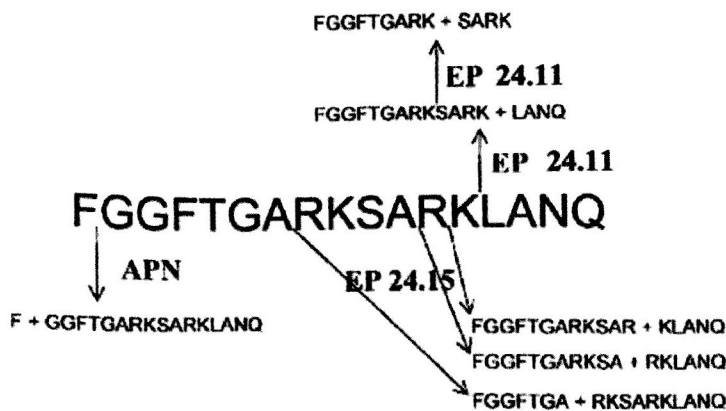 FGGFTGARK + SARK
EP 24.11
FGGFTGARKSARK + LANQ
EP 24.11
FGGFTGARKSARKLANQ
APN
EP 24.15
F + GGFTGARKSARKLANQ
FGGFTGARKSAR + KLANQ
FGGFTGARKSA + RKLANQ
FGGFTGA + RKSARKLANQ